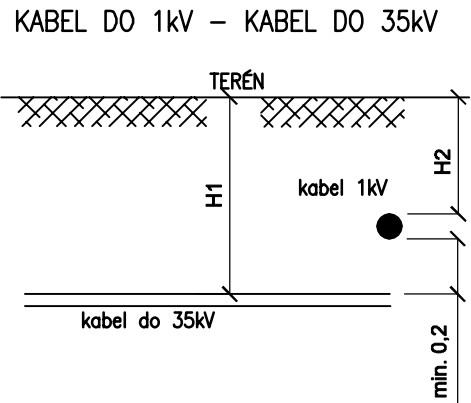 KABEL DO 1kV – KABEL DO 35kV
TERÉN
H1
H2
kabel 1kV
kabel do 35kV
min. 0,2